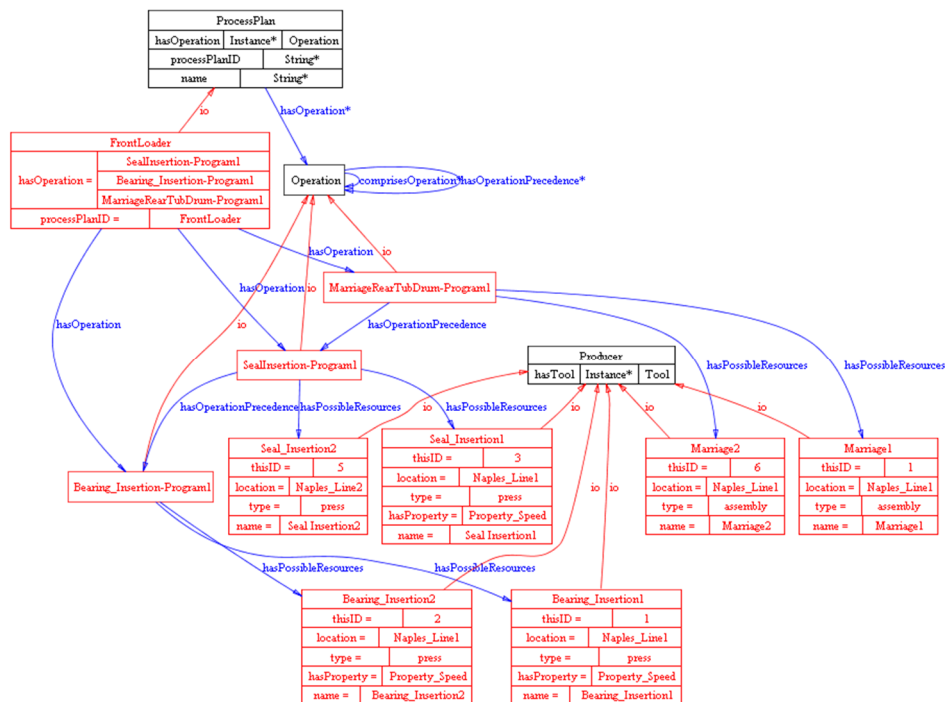 ProcessPlan
hasOperation Instance* Operation
processPlanID String*
name String*
io
hasOperation*
FrontLoader
hasOperation =
SealInsertion-Program1
Bearing_Insertion-Program1
MarriageRearTubDrum-Program1
processPlanID = FrontLoader
Operation
comprisesOperation*
hasOperationPrecedence*
hasOperation
io
MarriageRearTubDrum-Program1
hasOperation
io
hasOperation
io
hasOperationPrecedence
SealInsertion-Program1
Producer
hasTool Instance* Tool
hasPossibleResources
hasPossibleResources
hasOperationPrecedence
hasPossibleResources
io
hasPossibleResources
io
io
io
Seal_Insertion2
thisID = 5
location = Naples_Line2
type = press
name = Seal Insertion2
Seal_Insertion1
thisID = 3
location = Naples_Line1
type = press
hasProperty = Property_Speed
name = Seal Insertion1
Marriage2
thisID = 6
location = Naples_Line1
type = assembly
name = Marriage2
Marriage1
thisID = 1
location = Naples_Line1
type = assembly
name = Marriage1
Bearing_Insertion-Program1
io
io
hasPossibleResources
hasPossibleResources
Bearing_Insertion2
thisID = 2
location = Naples_Line1
type = press
hasProperty = Property_Speed
name = Bearing_Insertion2
Bearing_Insertion1
thisID = 1
location = Naples_Line1
type = press
hasProperty = Property_Speed
name = Bearing_Insertion1